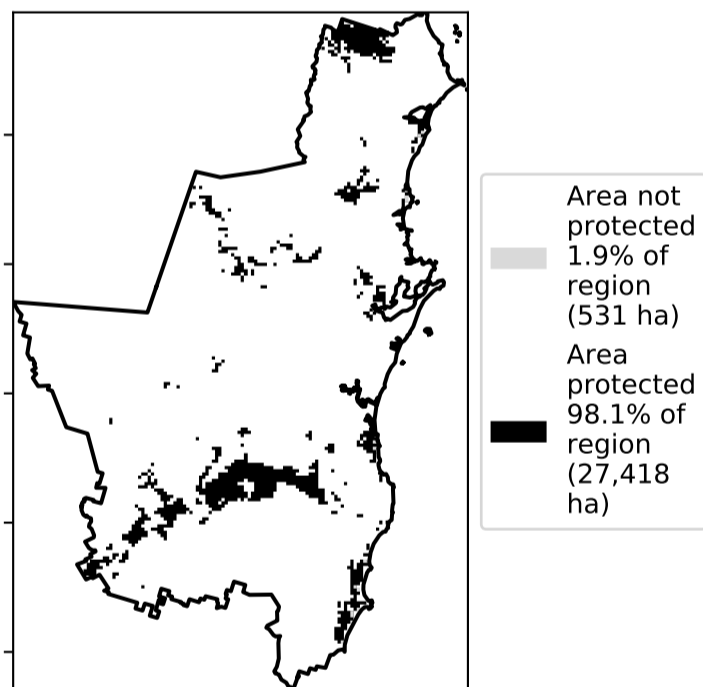 Area not
protected
1.9% of
region
(531 ha)
Area
protected
98.1% of
region
(27,418
ha)